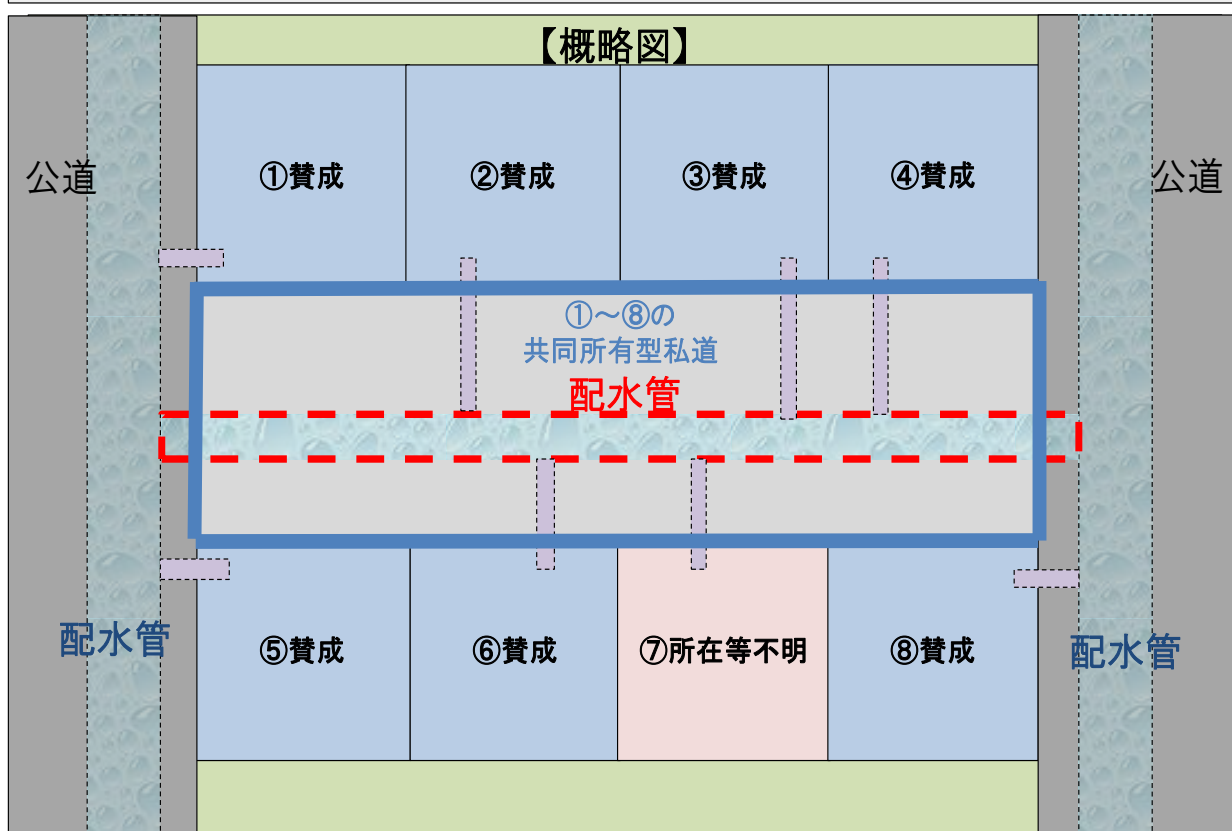 【概略図】
公道
①賛成
②賛成
③賛成
④賛成
公道
①～⑧の
共同所有型私道
配水管
配水管
⑤賛成
⑥賛成
⑦所在等不明
⑧賛成
配水管